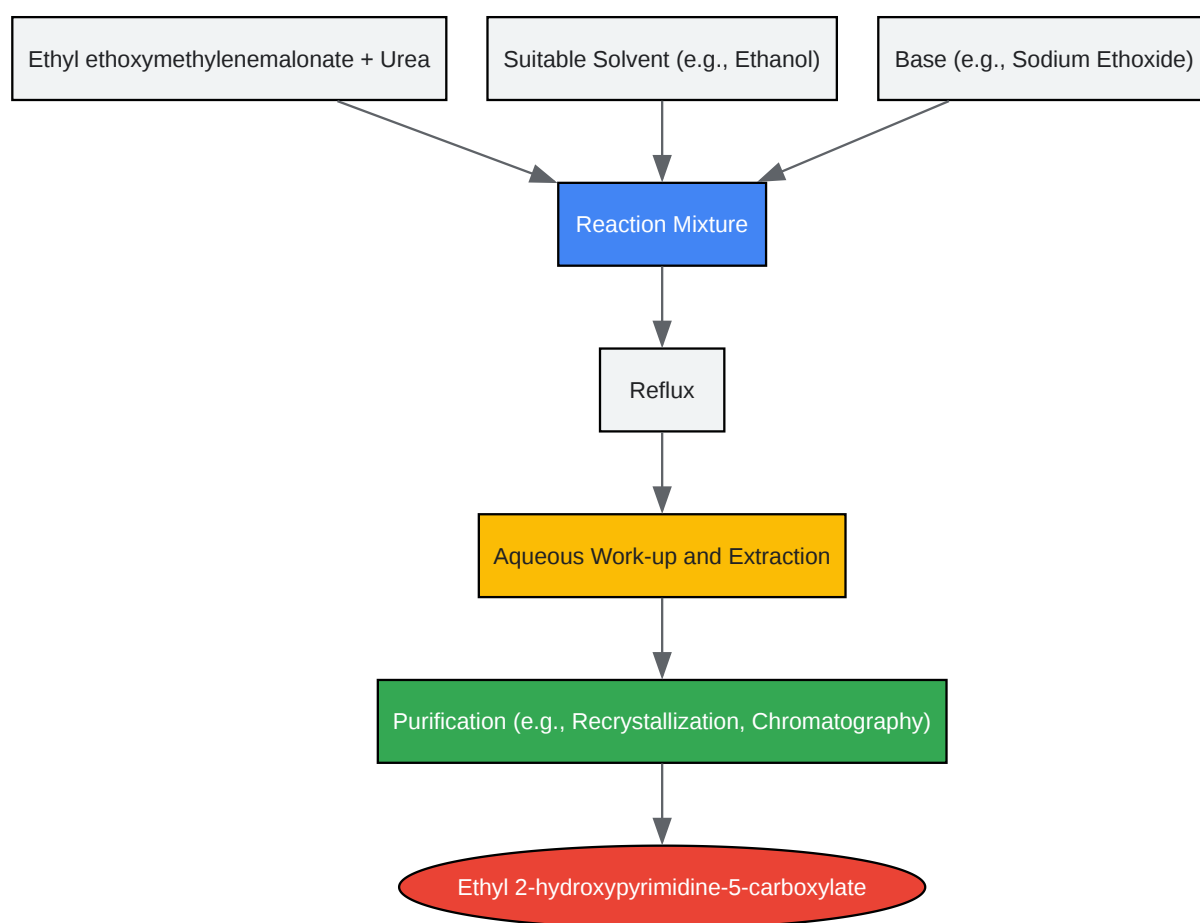 Ethyl ethoxymethylenemalonate + Urea
Suitable Solvent (e.g., Ethanol)
Base (e.g., Sodium Ethoxide)
Reaction Mixture
Reflux
Aqueous Work-up and Extraction
Purification (e.g., Recrystallization, Chromatography)
Ethyl 2-hydroxypyrimidine-5-carboxylate